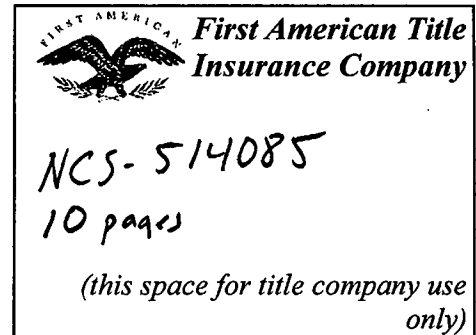 FIRST AMERICAN
First American Title
Insurance Company
NCS-514085
10 pages
(this space for title company use
only)